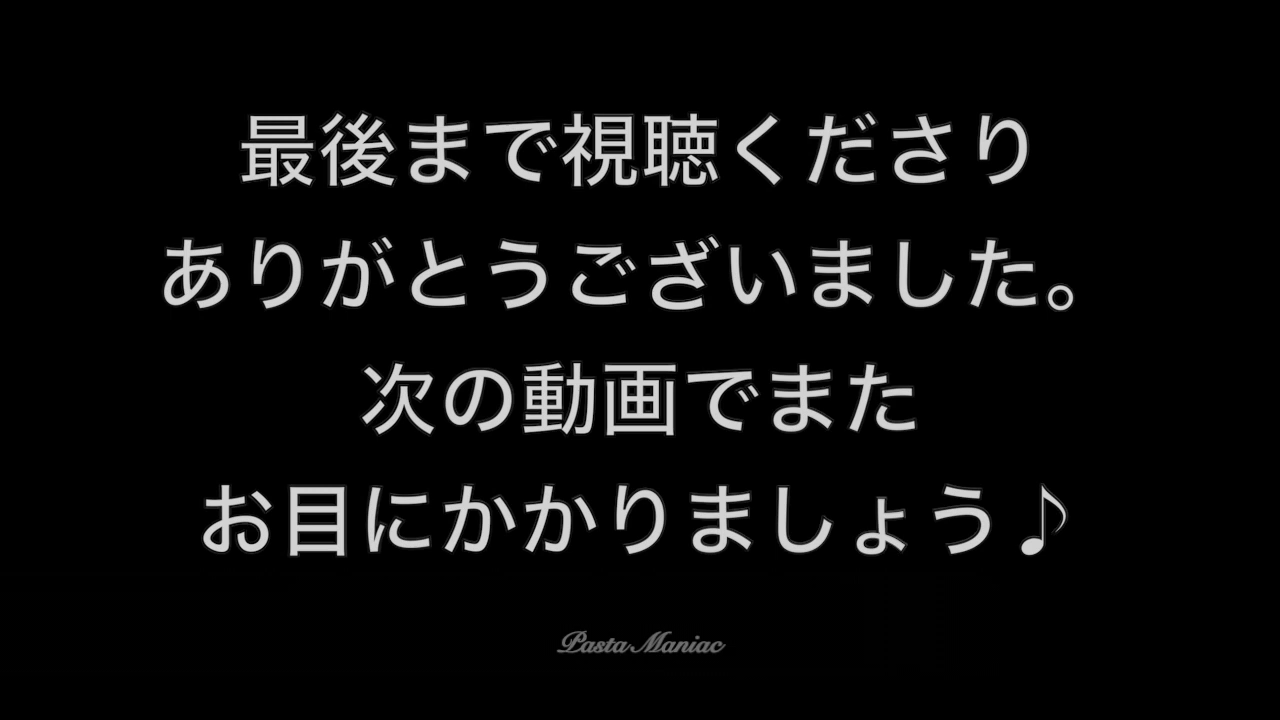 最後まで視聴くださり
ありがとうございました。
次の動画でまた
お目にかかりましょう♪
Pasta Maniac